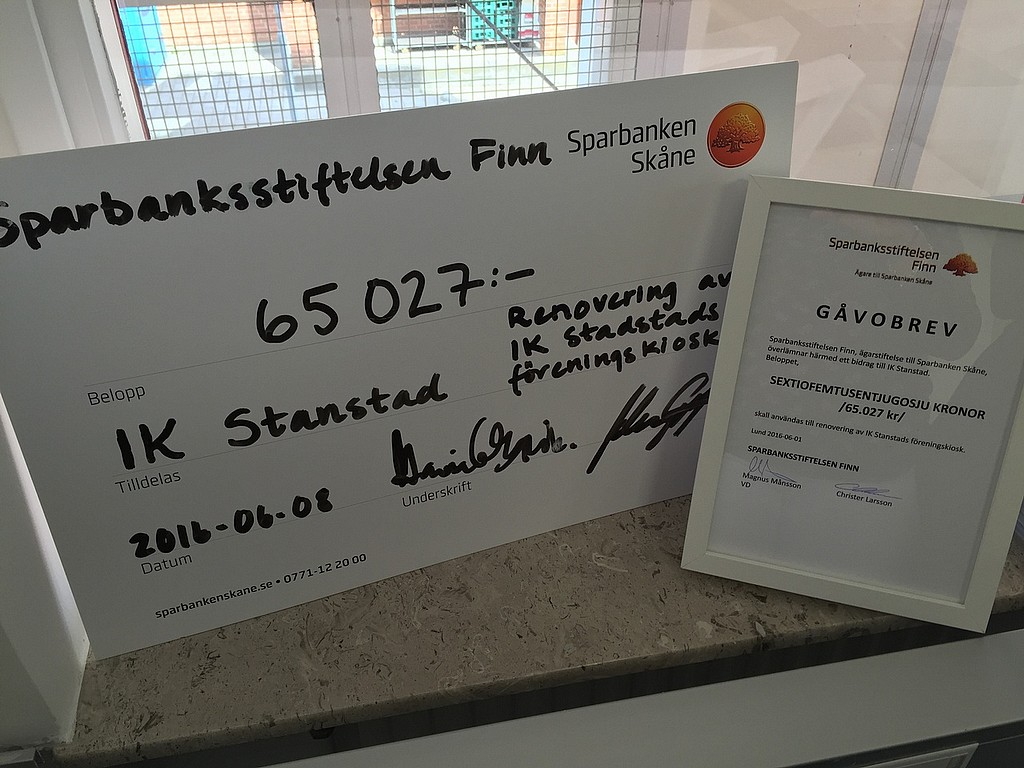 Sparbanksstiftelsen Finn
Sparbanken
Skåne
65 027:-
Belopp
Renovering av
IK Stadstads
föreningskiosk
IK Stanstad
Tilldelas
Underskrift
2016-06-08
Datum
sparbankenskane.se • 0771-12 20 00
Sparbanksstiftelsen
Finn
Ägare till Sparbanken Skåne
GÅVOBREV
Sparbanksstiftelsen Finn, ägarstiftelse till Sparbanken Skåne,
överlämnar härmed ett bidrag till IK Stanstad.
Beloppet,
SEXTIOFEMTUSENTJUGOSJU KRONOR
/65.027 kr/
skall användas till renovering av IK Stanstads föreningskiosk.
Lund 2016-06-01
SPARBANKSSTIFTELSEN FINN
Magnus Månsson
VD
Christer Larsson